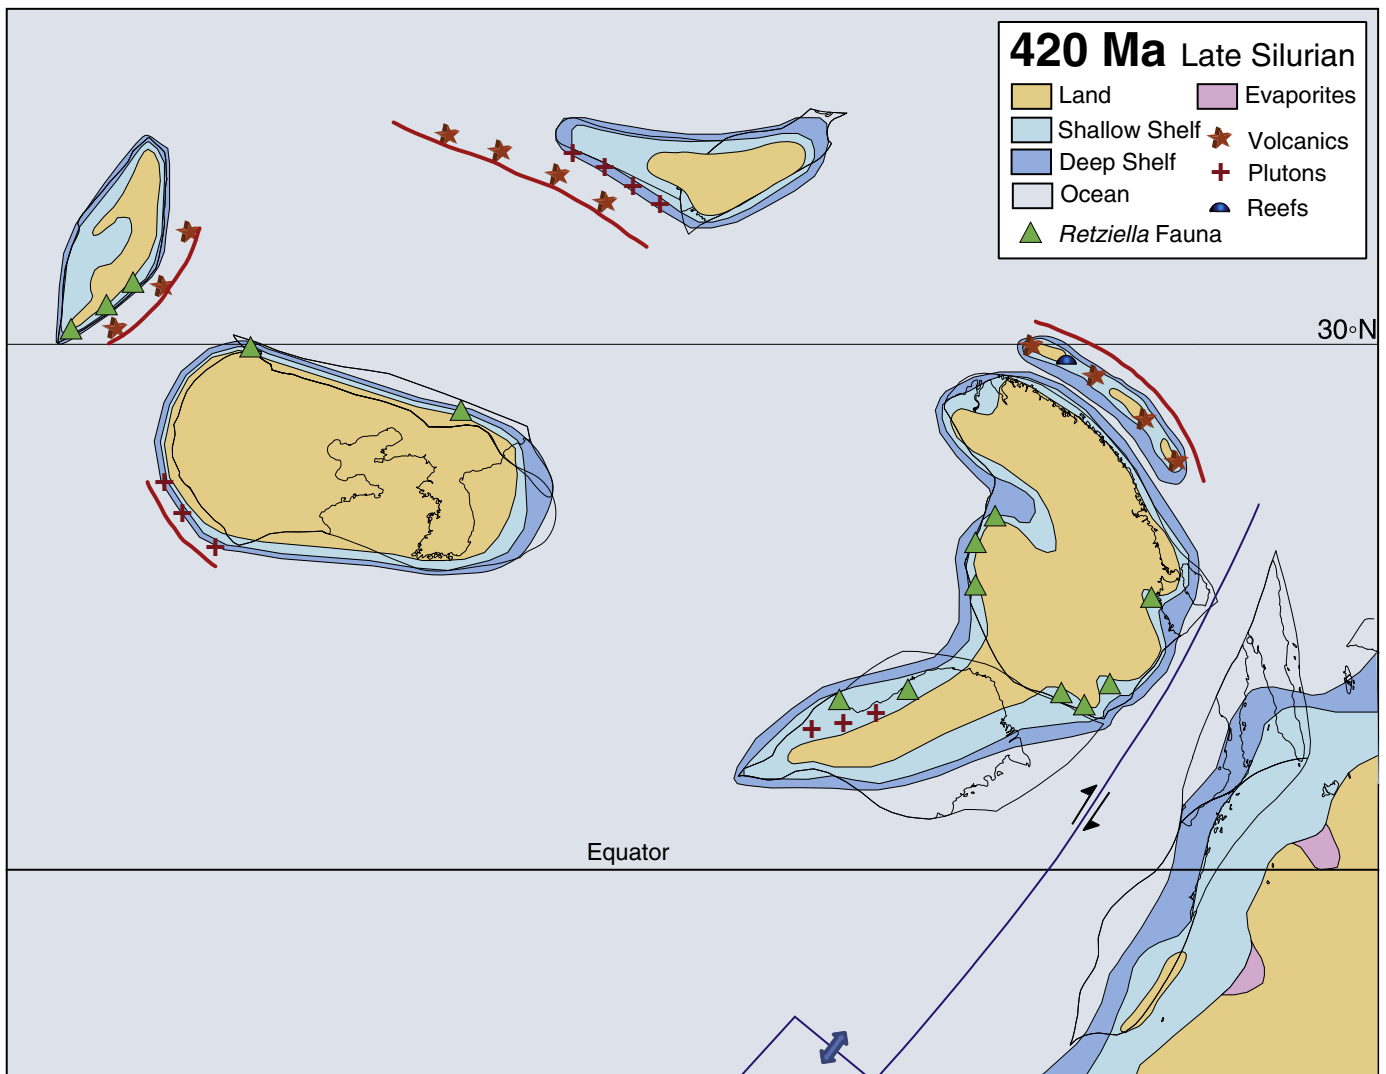 420 Ma Late Silurian
Land
Evaporites
Shallow Shelf
Volcanics
Deep Shelf
Plutons
Ocean
Reefs
Retziella Fauna
30°N
Equator